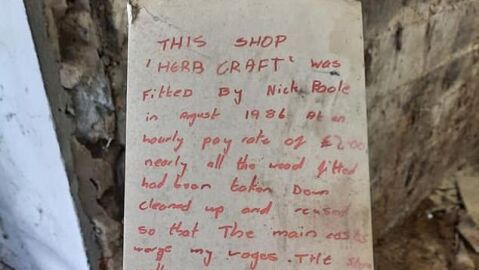 THIS SHOP
'HERB CRAFT' was
Fitted By Nick Poole
in August 1986 At an
hourly pay rate of £2.00
nearly all the wood fitted
had been taken Down
cleaned up and reused
so that The main costs
warge my wages. THE